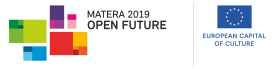 MATERA 2019
OPEN FUTURE
EUROPEAN CAPITAL
OF CULTURE